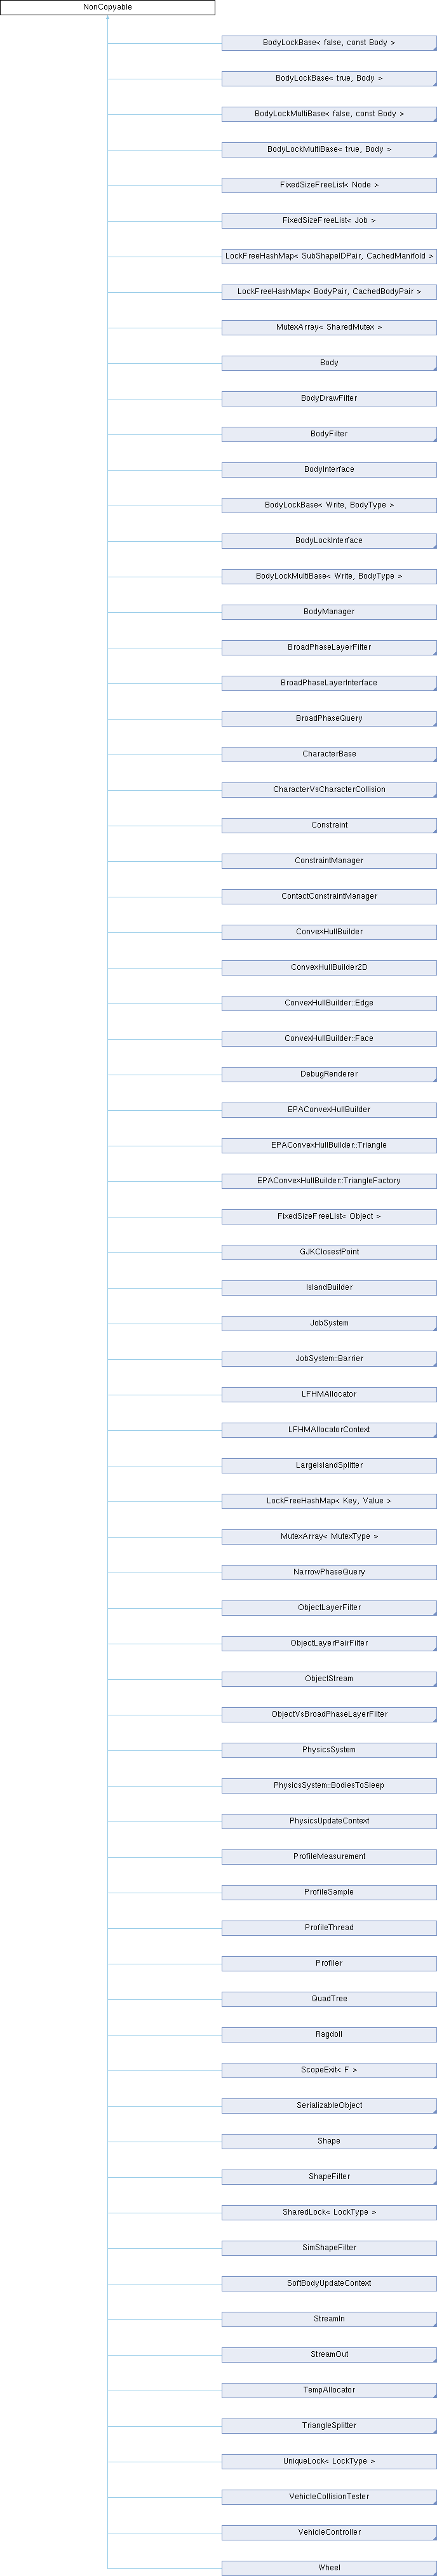 NonCopyable
BodyLockBase< false, const Body >
BodyLockBase< true, Body >
BodyLockMultiBase< false, const Body >
BodyLockMultiBase< true, Body >
FixedSizeFreeList< Node >
FixedSizeFreeList< Job >
LockFreeHashMap< SubShapeIDPair, CachedManifold >
LockFreeHashMap< BodyPair, CachedBodyPair >
MutexArray< SharedMutex >
Body
BodyDrawFilter
BodyFilter
BodyInterface
BodyLockBase< Write, BodyType >
BodyLockInterface
BodyLockMultiBase< Write, BodyType >
BodyManager
BroadPhaseLayerFilter
BroadPhaseLayerInterface
BroadPhaseQuery
CharacterBase
CharacterVsCharacterCollision
Constraint
ConstraintManager
ContactConstraintManager
ConvexHullBuilder
ConvexHullBuilder2D
ConvexHullBuilder::Edge
ConvexHullBuilder::Face
DebugRenderer
EPAConvexHullBuilder
EPAConvexHullBuilder::Triangle
EPAConvexHullBuilder::TriangleFactory
FixedSizeFreeList< Object >
GJKClosestPoint
IslandBuilder
JobSystem
JobSystem::Barrier
LFHMAllocator
LFHMAllocatorContext
LargeIslandSplitter
LockFreeHashMap< Key, Value >
MutexArray< MutexType >
NarrowPhaseQuery
ObjectLayerFilter
ObjectLayerPairFilter
ObjectStream
ObjectVsBroadPhaseLayerFilter
PhysicsSystem
PhysicsSystem::BodiesToSleep
PhysicsUpdateContext
ProfileMeasurement
ProfileSample
ProfileThread
Profiler
QuadTree
Ragdoll
ScopeExit< F >
SerializableObject
Shape
ShapeFilter
SharedLock< LockType >
SimShapeFilter
SoftBodyUpdateContext
StreamIn
StreamOut
TempAllocator
TriangleSplitter
UniqueLock< LockType >
VehicleCollisionTester
VehicleController
Wheel